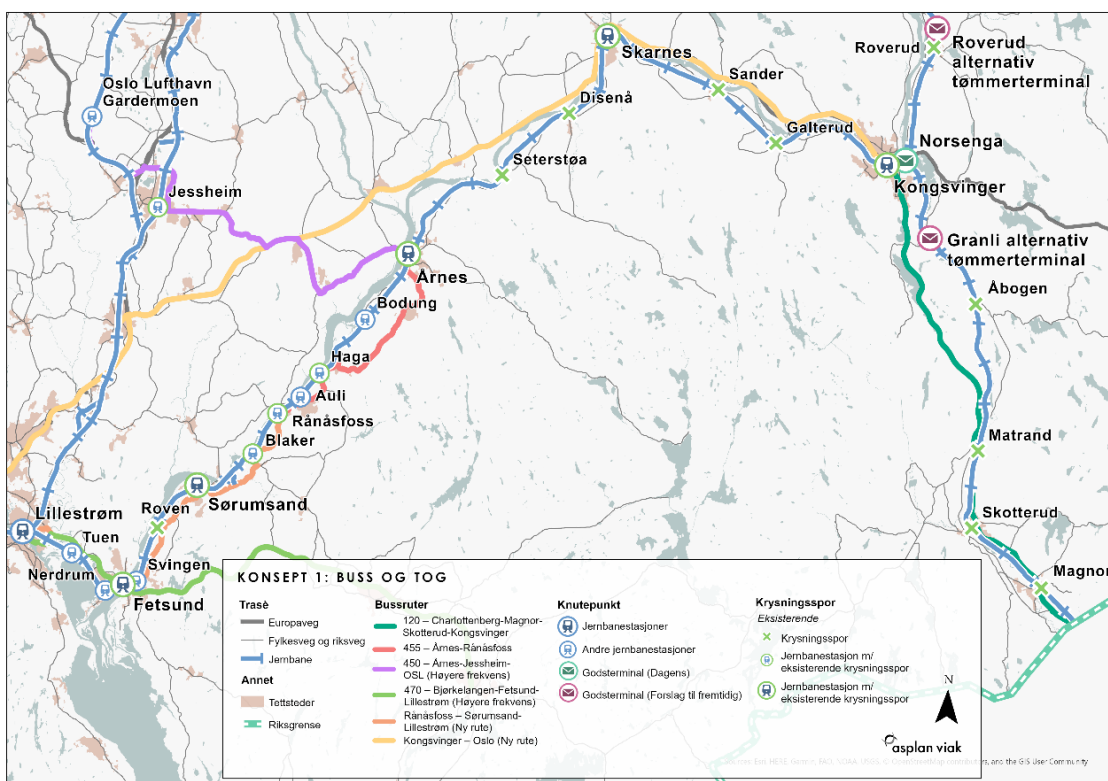 Oslo Lufthavn
Gardermoen
Jessheim
Skarnes
Sander
Disenå
Seterstøa
Galterud
Roverud
Roverud
alternativ
tømmerterminal
Norsenga
Kongsvinger
Granli alternativ
tømmerterminal
Åbogen
Årnes
Bodung
Haga
Auli
Rånåsfoss
Blaker
Sørumsand
Roven
Lillestrøm
Tuen
Nerdrum
Svingen
Fetsund
Matrand
Skotterud
Magnor
KONSEPT 1: BUSS OG TOG
Trasè
Europaveg
Fylkesveg og riksveg
Jernbane
Annet
Tettsteder
Riksgrense
Bussruter
120 – Charlottenberg-Magnor-
Skotterud-Kongsvinger
455 – Årnes-Rånåsfoss
450 – Årnes-Jessheim-
OSL (Høyere frekvens)
470 – Bjørkelangen-Fetsund-
Lillestrøm (Høyere frekvens)
Rånåsfoss – Sørumsand-
Lillestrøm (Ny rute)
Kongsvinger – Oslo (Ny rute)
Knutepunkt
Jernbanestasjoner
Andre jernbanestasjoner
Godsterminal (Dagens)
Godsterminal (Forslag til fremtidig)
Krysningsspor
Eksisterende
Krysningsspor
Jernbanestasjon m/
eksisterende krysningsspor
Jernbanestasjon m/
eksisterende krysningsspor
N
asplan viak
and the GIS User Community